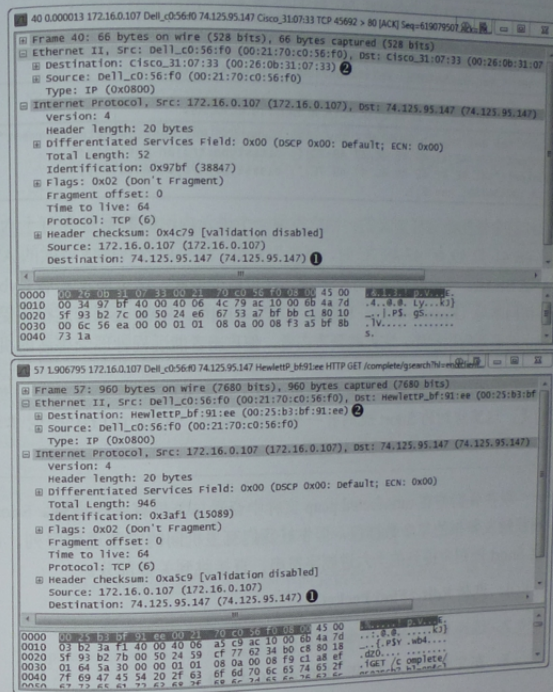 40 0.000013 172.16.0.107 Dell_c0:56:f0 74.125.95.147 Cisco_31:07:33 TCP 45692 > 80 [ACK] Seq=619079507
Frame 40: 66 bytes on wire (528 bits), 66 bytes captured (528 bits)
Ethernet II, Src: Dell_c0:56:f0 (00:21:70:c0:56:f0), Dst: Cisco_31:07:33 (00:26:0b:31:07
Destination: Cisco_31:07:33 (00:26:0b:31:07:33) 2
Source: Dell_c0:56:f0 (00:21:70:c0:56:f0)
Type: IP (0x0800)
Internet Protocol, Src: 172.16.0.107 (172.16.0.107), Dst: 74.125.95.147 (74.125.95.147)
Version: 4
Header length: 20 bytes
Differentiated Services Field: 0x00 (DSCP 0x00: Default; ECN: 0x00)
Total Length: 52
Identification: 0x97bf (38847)
Flags: 0x02 (Don't Fragment)
Fragment offset: 0
Time to live: 64
Protocol: TCP (6)
Header checksum: 0x4c79 [validation disabled]
Source: 172.16.0.107 (172.16.0.107)
Destination: 74.125.95.147 (74.125.95.147) 1
0000 00 26 0b 31 07 33 00 21 70 c0 56 f0 08 00 45 00 .&.1.3.! p.V...E.
0010 00 34 97 bf 40 00 40 06 4c 79 ac 10 00 6b 4a 7d .4..@.@. Ly...kJ}
0020 5f 93 b2 7c 00 50 24 e6 67 53 a7 bf bb c1 80 10 _..|.P$. gS......
0030 00 6c 56 ea 00 00 01 01 08 0a 00 08 f3 a5 bf 8b .lV..... ........
0040 73 1a s.
57 1.906795 172.16.0.107 Dell_c0:56:f0 74.125.95.147 HewlettP_bf:91:ee HTTP GET /complete/gsearch?hl=en
Frame 57: 960 bytes on wire (7680 bits), 960 bytes captured (7680 bits)
Ethernet II, Src: Dell_c0:56:f0 (00:21:70:c0:56:f0), Dst: HewlettP_bf:91:ee (00:25:b3:bf
Destination: HewlettP_bf:91:ee (00:25:b3:bf:91:ee) 2
Source: Dell_c0:56:f0 (00:21:70:c0:56:f0)
Type: IP (0x0800)
Internet Protocol, Src: 172.16.0.107 (172.16.0.107), Dst: 74.125.95.147 (74.125.95.147)
Version: 4
Header length: 20 bytes
Differentiated Services Field: 0x00 (DSCP 0x00: Default; ECN: 0x00)
Total Length: 946
Identification: 0x3af1 (15089)
Flags: 0x02 (Don't Fragment)
Fragment offset: 0
Time to live: 64
Protocol: TCP (6)
Header checksum: 0xa5c9 [validation disabled]
Source: 172.16.0.107 (172.16.0.107)
Destination: 74.125.95.147 (74.125.95.147) 1
0000 00 25 b3 bf 91 ee 00 21 70 c0 56 f0 08 00 45 00 .%.....! p.V...E.
0010 03 b2 3a f1 40 00 40 06 a5 c9 ac 10 00 6b 4a 7d ..:.@.@. .....kJ}
0020 5f 93 b2 7b 00 50 24 59 cf 77 62 34 b0 c8 80 18 _..{.P$Y .wb4....
0030 01 64 5a 30 00 00 01 01 08 0a 00 08 f9 c1 a8 ef .dZ0.... ........
0040 7f 69 47 45 54 20 2f 63 6f 6d 70 6c 65 74 65 2f .iGET /c omplete/